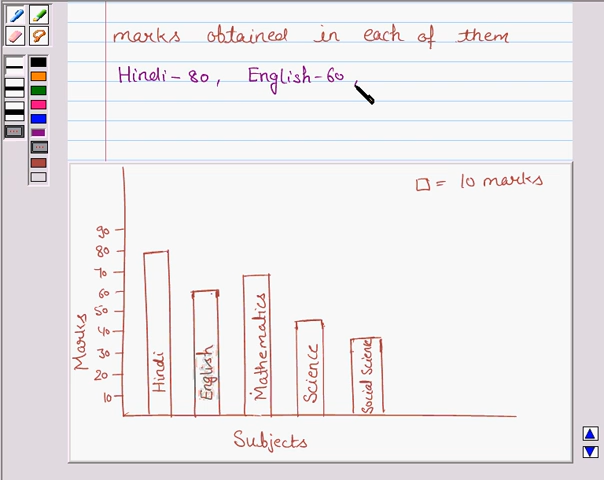 marks obtained in each of them
Hindi - 80, English - 60,
□ = 10 marks
90
80
70
60
50
40
30
20
10
Marks
Hindi
English
Mathematics
Science
Social Science
Subjects